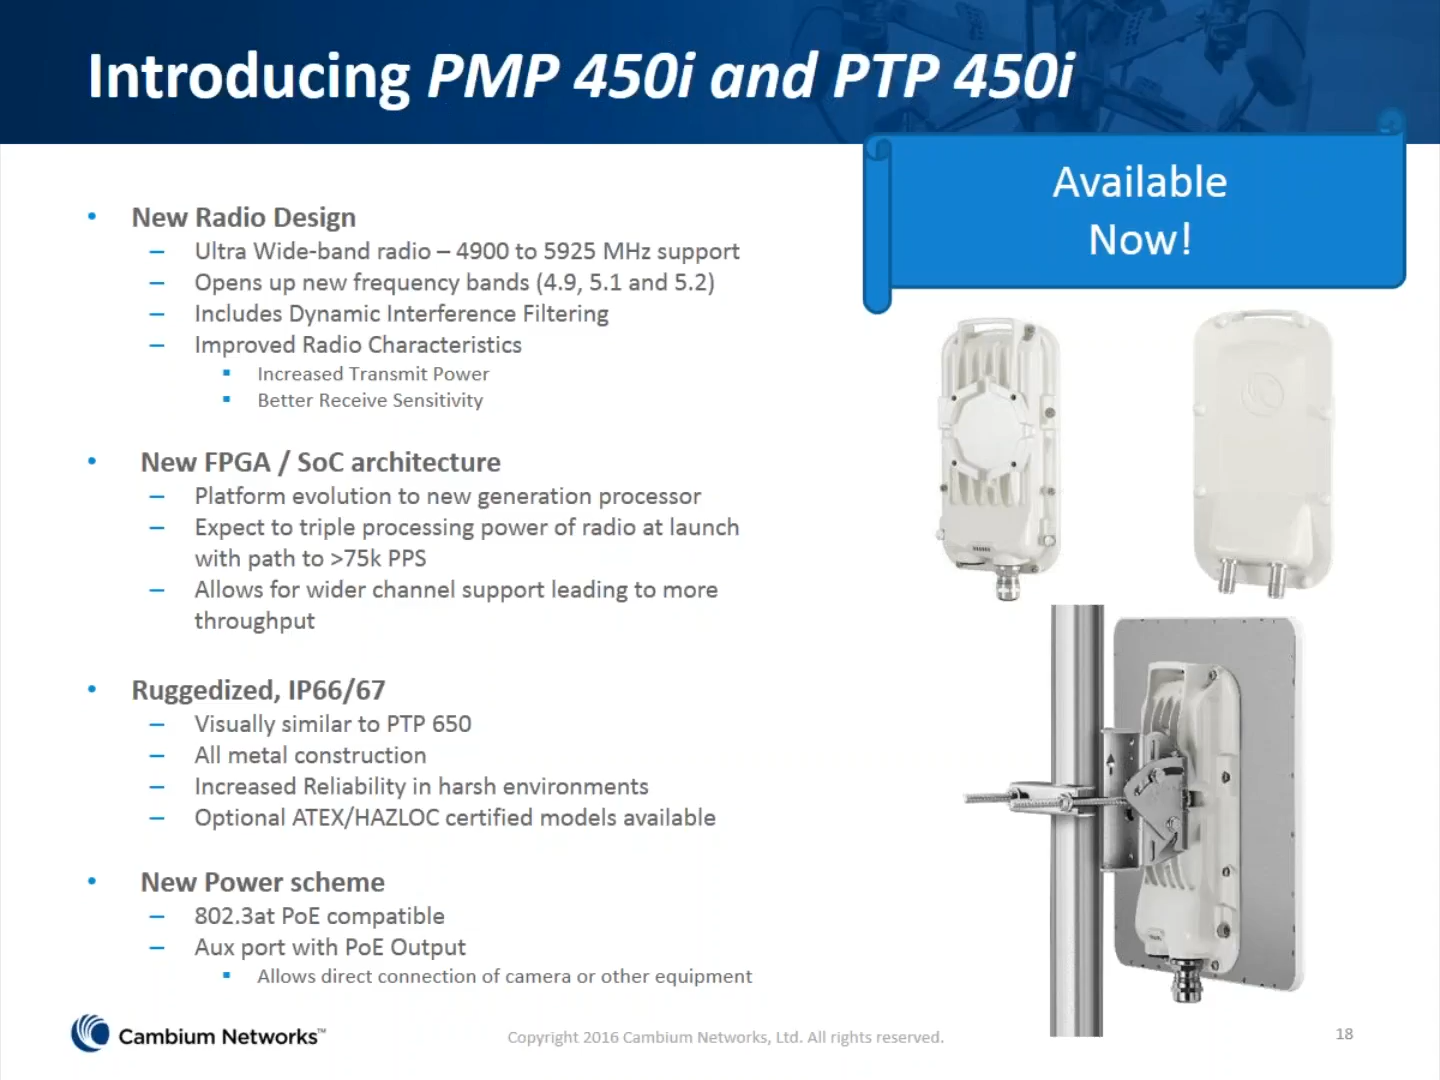 Introducing PMP 450i and PTP 450i
Available
Now!
• New Radio Design
– Ultra Wide-band radio – 4900 to 5925 MHz support
– Opens up new frequency bands (4.9, 5.1 and 5.2)
– Includes Dynamic Interference Filtering
– Improved Radio Characteristics
▪ Increased Transmit Power
▪ Better Receive Sensitivity
• New FPGA / SoC architecture
– Platform evolution to new generation processor
– Expect to triple processing power of radio at launch
with path to >75k PPS
– Allows for wider channel support leading to more
throughput
• Ruggedized, IP66/67
– Visually similar to PTP 650
– All metal construction
– Increased Reliability in harsh environments
– Optional ATEX/HAZLOC certified models available
• New Power scheme
– 802.3at PoE compatible
– Aux port with PoE Output
▪ Allows direct connection of camera or other equipment
Cambium Networks™
Copyright 2016 Cambium Networks, Ltd. All rights reserved.
18